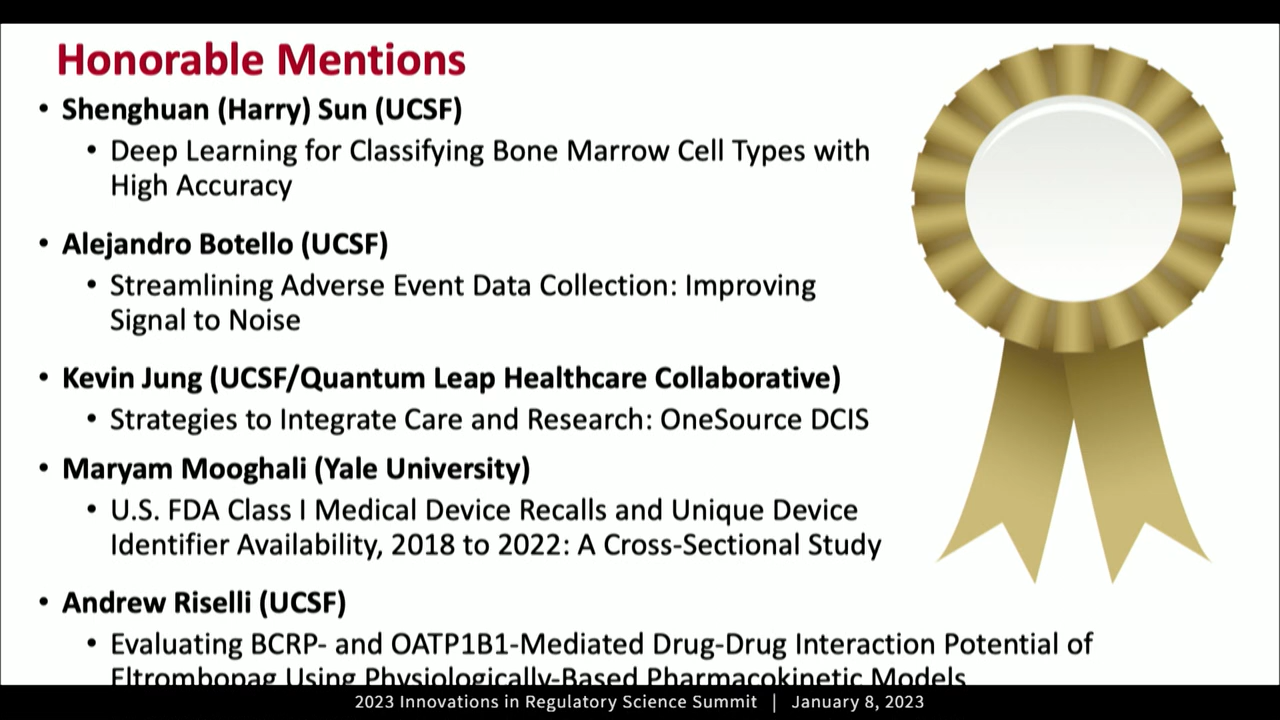 Honorable Mentions
• Shenghuan (Harry) Sun (UCSF)
• Deep Learning for Classifying Bone Marrow Cell Types with
High Accuracy
• Alejandro Botello (UCSF)
• Streamlining Adverse Event Data Collection: Improving
Signal to Noise
• Kevin Jung (UCSF/Quantum Leap Healthcare Collaborative)
• Strategies to Integrate Care and Research: OneSource DCIS
• Maryam Mooghali (Yale University)
• U.S. FDA Class I Medical Device Recalls and Unique Device
Identifier Availability, 2018 to 2022: A Cross-Sectional Study
• Andrew Riselli (UCSF)
• Evaluating BCRP- and OATP1B1-Mediated Drug-Drug Interaction Potential of
Eltrombopag Using Physiologically-Based Pharmacokinetic Models
2023 Innovations in Regulatory Science Summit | January 8, 2023